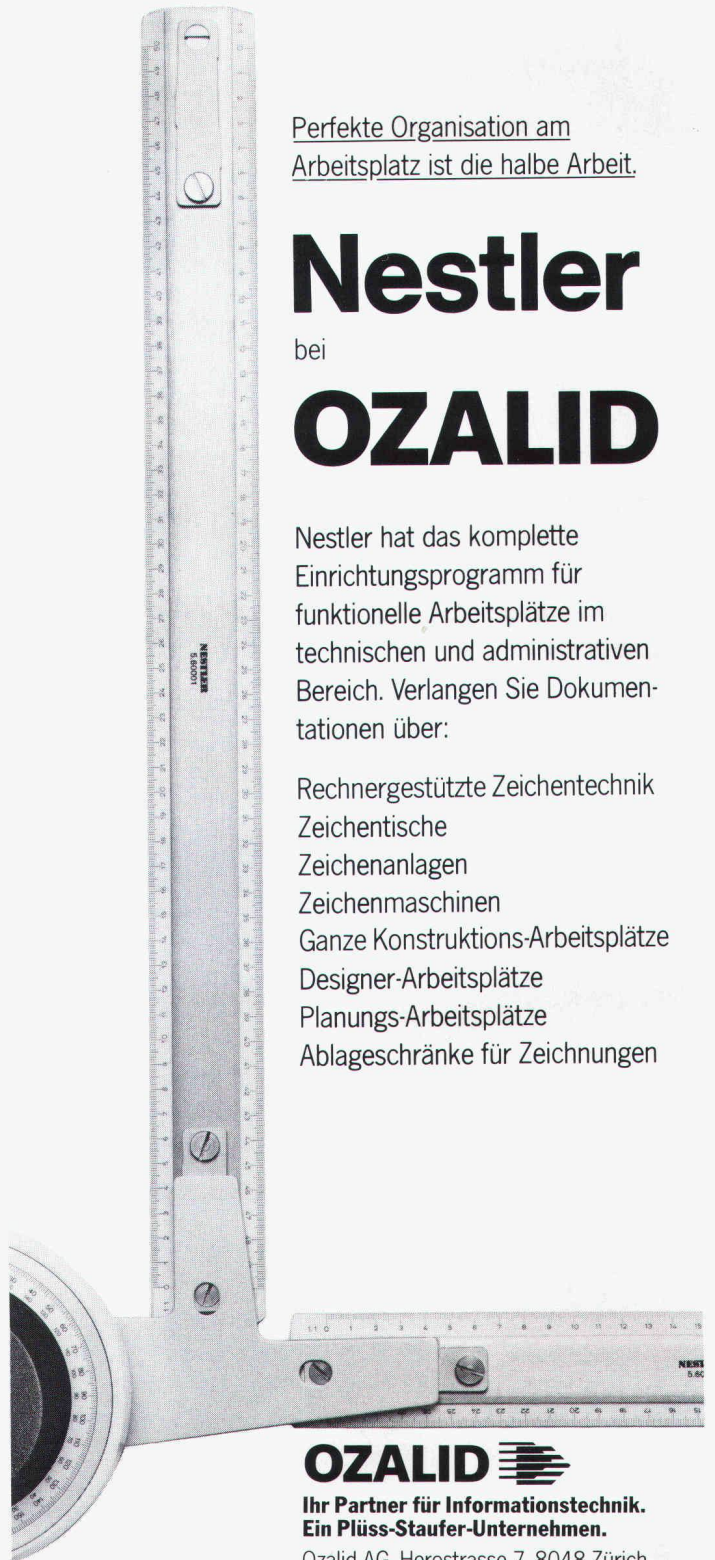 Perfekte Organisation am
Arbeitsplatz ist die halbe Arbeit.
Nestler
bei
OZALID
Nestler hat das komplette
Einrichtungsprogramm für
funktionelle Arbeitsplätze im
technischen und administrativen
Bereich. Verlangen Sie Dokumen-
tationen über:
Rechnergestützte Zeichentechnik
Zeichentische
Zeichenanlagen
Zeichenmaschinen
Ganze Konstruktions-Arbeitsplätze
Designer-Arbeitsplätze
Planungs-Arbeitsplätze
Ablageschränke für Zeichnungen
NESTLER
5.60001
OZALID
Ihr Partner für Informationstechnik.
Ein Plüss-Staufer-Unternehmen.
Ozalid AG, Herostrasse 7, 8048 Zürich